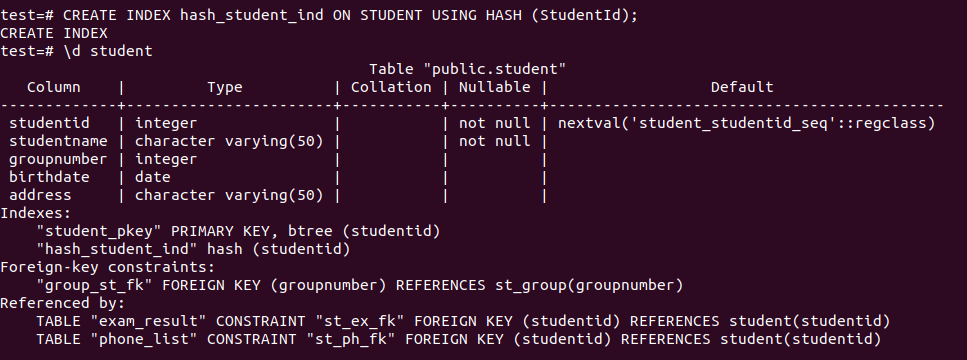 test=# CREATE INDEX hash_student_ind ON STUDENT USING HASH (StudentId);
CREATE INDEX
test=# \d student
                                         Table "public.student"
   Column    |         Type          | Collation | Nullable |                  Default
-------------+-----------------------+-----------+----------+--------------------------------------------
 studentid   | integer               |           | not null | nextval('student_studentid_seq'::regclass)
 studentname | character varying(50) |           | not null |
 groupnumber | integer               |           |          |
 birthdate   | date                  |           |          |
 address     | character varying(50) |           |          |
Indexes:
    "student_pkey" PRIMARY KEY, btree (studentid)
    "hash_student_ind" hash (studentid)
Foreign-key constraints:
    "group_st_fk" FOREIGN KEY (groupnumber) REFERENCES st_group(groupnumber)
Referenced by:
    TABLE "exam_result" CONSTRAINT "st_ex_fk" FOREIGN KEY (studentid) REFERENCES student(studentid)
    TABLE "phone_list" CONSTRAINT "st_ph_fk" FOREIGN KEY (studentid) REFERENCES student(studentid)